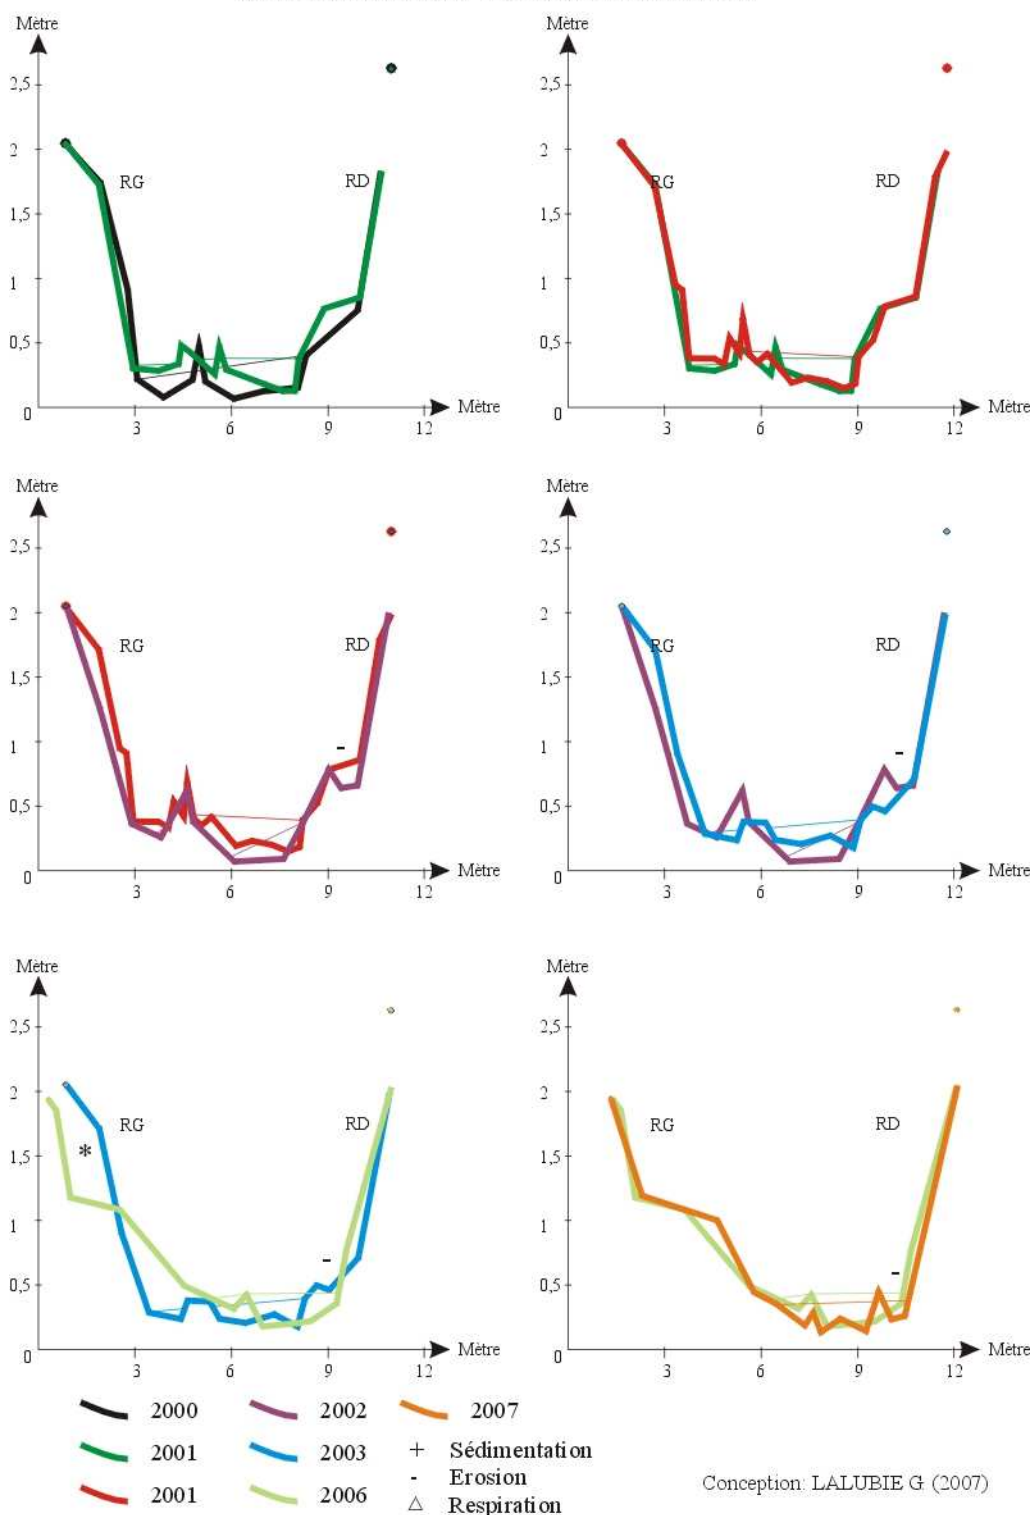 Mètre
Mètre
2,5
2,5
2
2
RG
RD
RG
RD
1,5
1,5
1
1
0,5
0,5
0
Mètre
0
Mètre
3
6
9
12
3
6
9
12
Mètre
Mètre
2,5
2,5
2
2
RG
RD
RG
RD
1,5
1,5
-
-
1
1
0,5
0,5
0
Mètre
0
Mètre
3
6
9
12
3
6
9
12
Mètre
Mètre
2,5
2,5
2
2
RG
RD
RG
RD
*
1,5
1,5
-
-
1
1
0,5
0,5
0
Mètre
0
Mètre
3
6
9
12
3
6
9
12
2000
2002
2007
2001
2003
+ Sédimentation
- Erosion
2001
2006
△ Respiration
Conception: LALUBIE G. (2007)